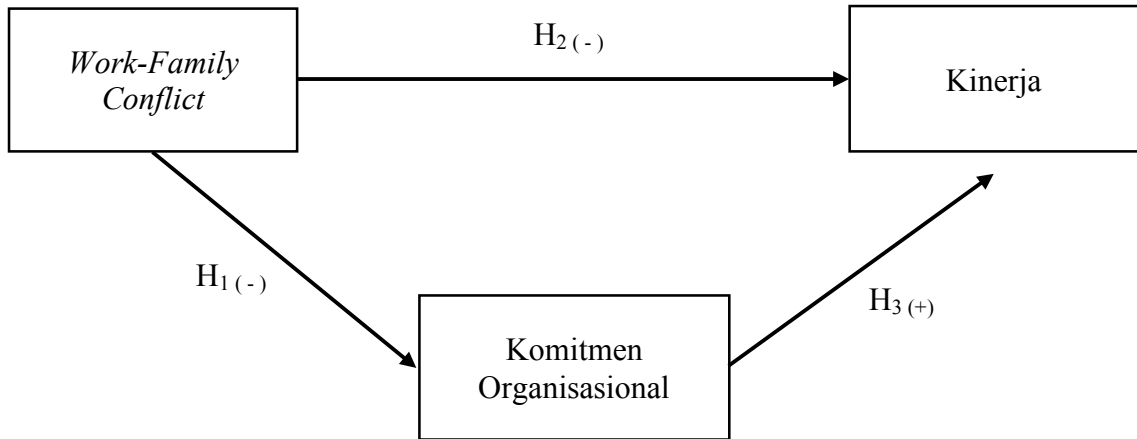 H2 ( - )
Work-Family
Conflict
Kinerja
H1 ( - )
H3 (+)
Komitmen
Organisasional